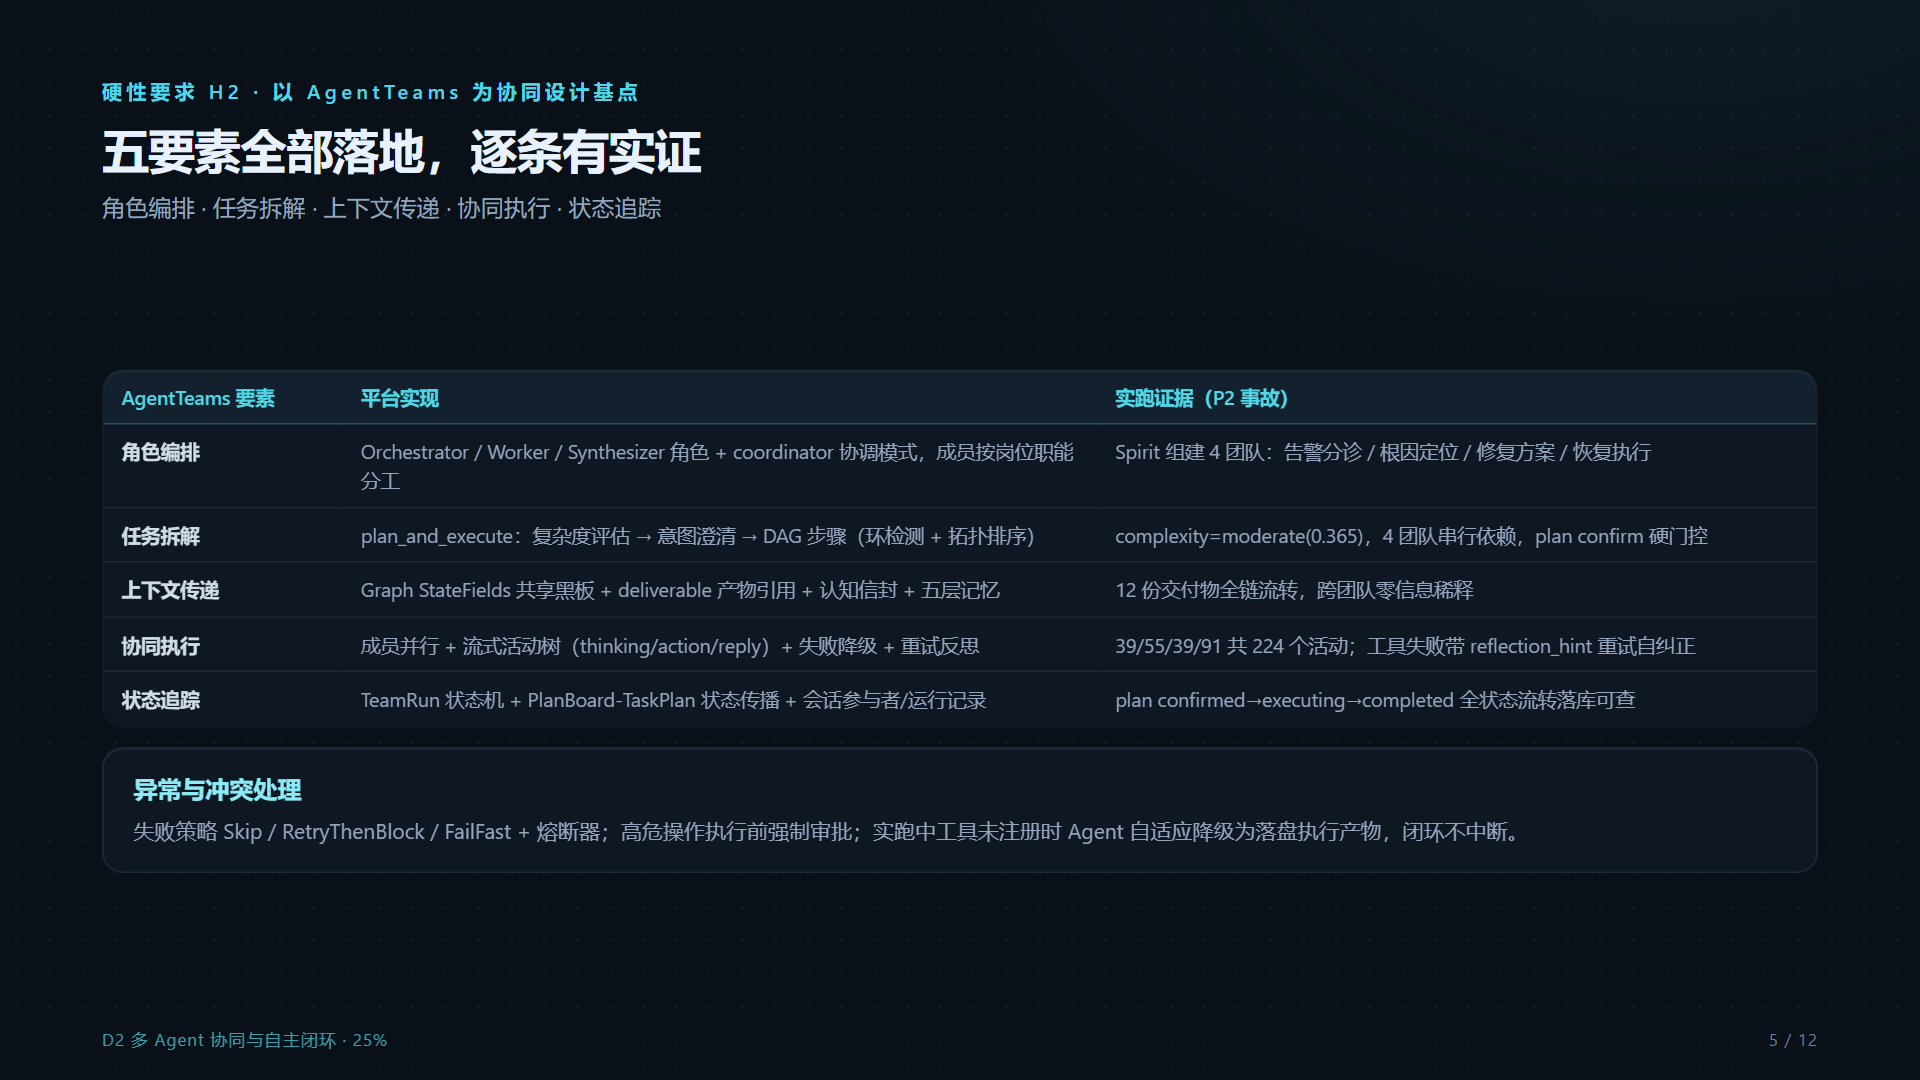 硬性要求 H2 · 以 AgentTeams 为协同设计基点
五要素全部落地，逐条有实证
角色编排 · 任务拆解 · 上下文传递 · 协同执行 · 状态追踪
AgentTeams 要素
平台实现
实跑证据（P2 事故）
角色编排
Orchestrator / Worker / Synthesizer 角色 + coordinator 协调模式，成员按岗位职能
分工
Spirit 组建 4 团队：告警分诊 / 根因定位 / 修复方案 / 恢复执行
任务拆解
plan_and_execute：复杂度评估 → 意图澄清 → DAG 步骤（环检测 + 拓扑排序）
complexity=moderate(0.365)，4 团队串行依赖，plan confirm 硬门控
上下文传递
Graph StateFields 共享黑板 + deliverable 产物引用 + 认知信封 + 五层记忆
12 份交付物全链流转，跨团队零信息稀释
协同执行
成员并行 + 流式活动树（thinking/action/reply）+ 失败降级 + 重试反思
39/55/39/91 共 224 个活动；工具失败带 reflection_hint 重试自纠正
状态追踪
TeamRun 状态机 + PlanBoard-TaskPlan 状态传播 + 会话参与者/运行记录
plan confirmed→executing→completed 全状态流转落库可查
异常与冲突处理
失败策略 Skip / RetryThenBlock / FailFast + 熔断器；高危操作执行前强制审批；实跑中工具未注册时 Agent 自适应降级为落盘执行产物，闭环不中断。
D2 多 Agent 协同与自主闭环 · 25%
5 / 12